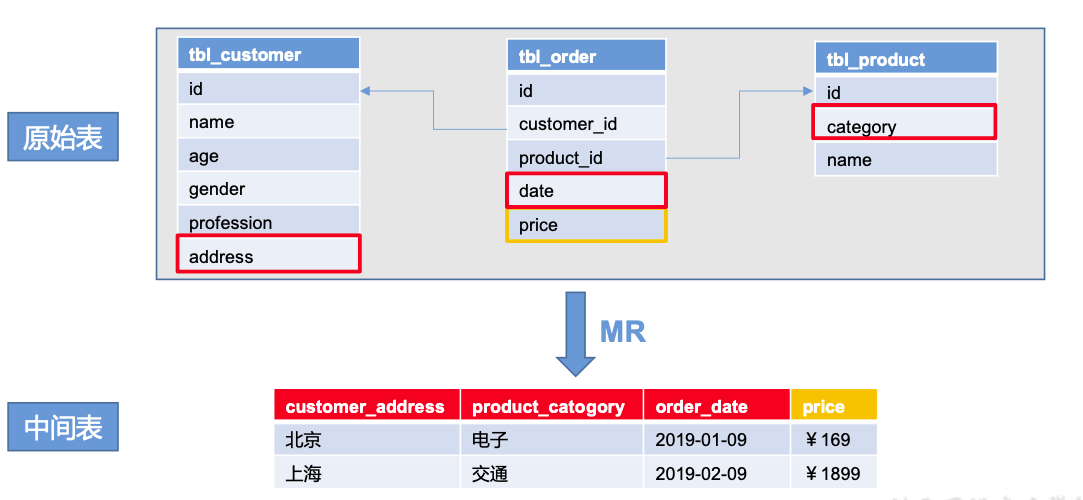 原始表
tbl_customer
id
name
age
gender
profession
address
tbl_order
id
customer_id
product_id
date
price
tbl_product
id
category
name
MR
中间表
customer_address product_catogory order_date price
北京 电子 2019-01-09 ￥169
上海 交通 2019-02-09 ￥1899